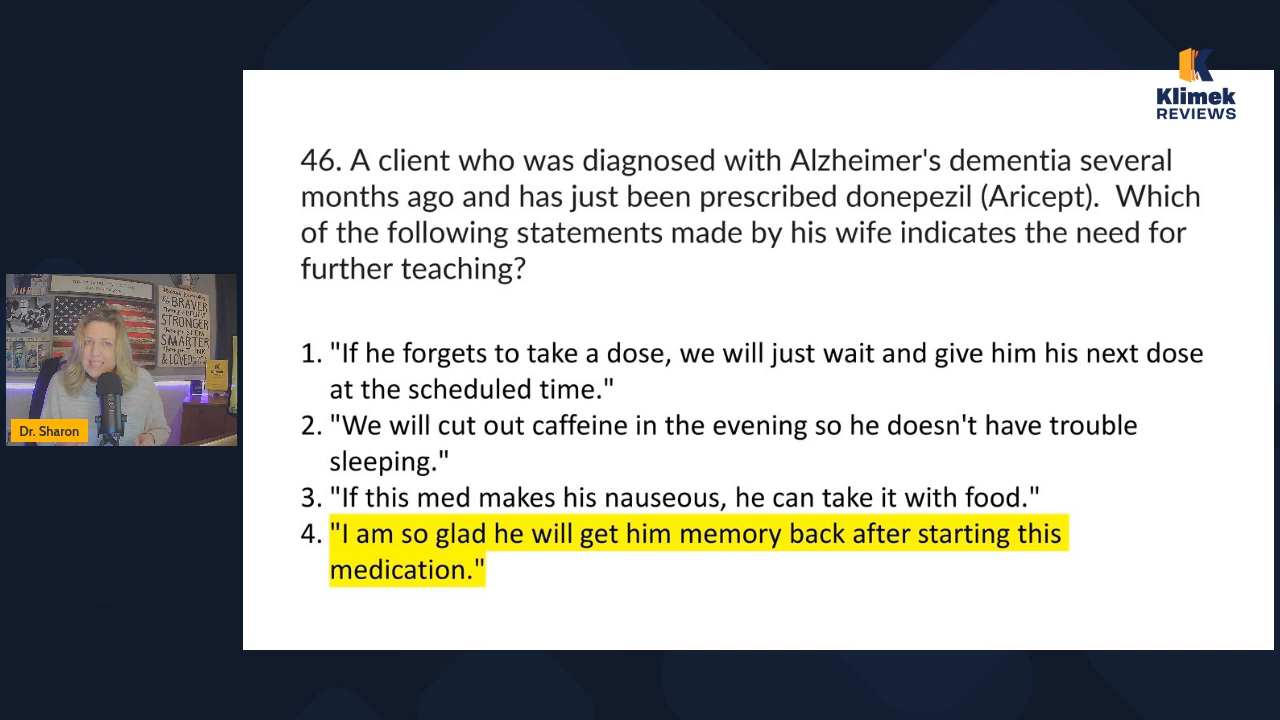 Klimek
REVIEWS
46. A client who was diagnosed with Alzheimer's dementia several
months ago and has just been prescribed donepezil (Aricept).  Which
of the following statements made by his wife indicates the need for
further teaching?
1. "If he forgets to take a dose, we will just wait and give him his next dose
at the scheduled time."
2. "We will cut out caffeine in the evening so he doesn't have trouble
sleeping."
3. "If this med makes his nauseous, he can take it with food."
4. "I am so glad he will get him memory back after starting this
medication."
BRAVER
STRONGER
SMARTER
& LOVED
Dr. Sharon